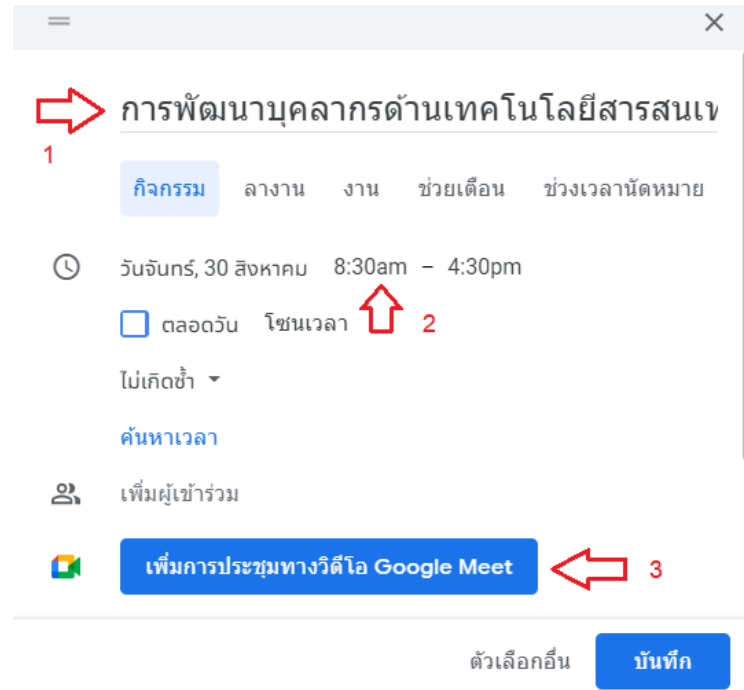 การพัฒนาบุคลากรด้านเทคโนโลยีสารสนเท
1
กิจกรรม ลางาน งาน ช่วยเตือน ช่วงเวลานัดหมาย
วันจันทร์, 30 สิงหาคม 8:30am – 4:30pm
ตลอดวัน โซนเวลา 2
ไม่เกิดซ้ำ
ค้นหาเวลา
เพิ่มผู้เข้าร่วม
เพิ่มการประชุมทางวิดีโอ Google Meet 3
ตัวเลือกอื่น บันทึก